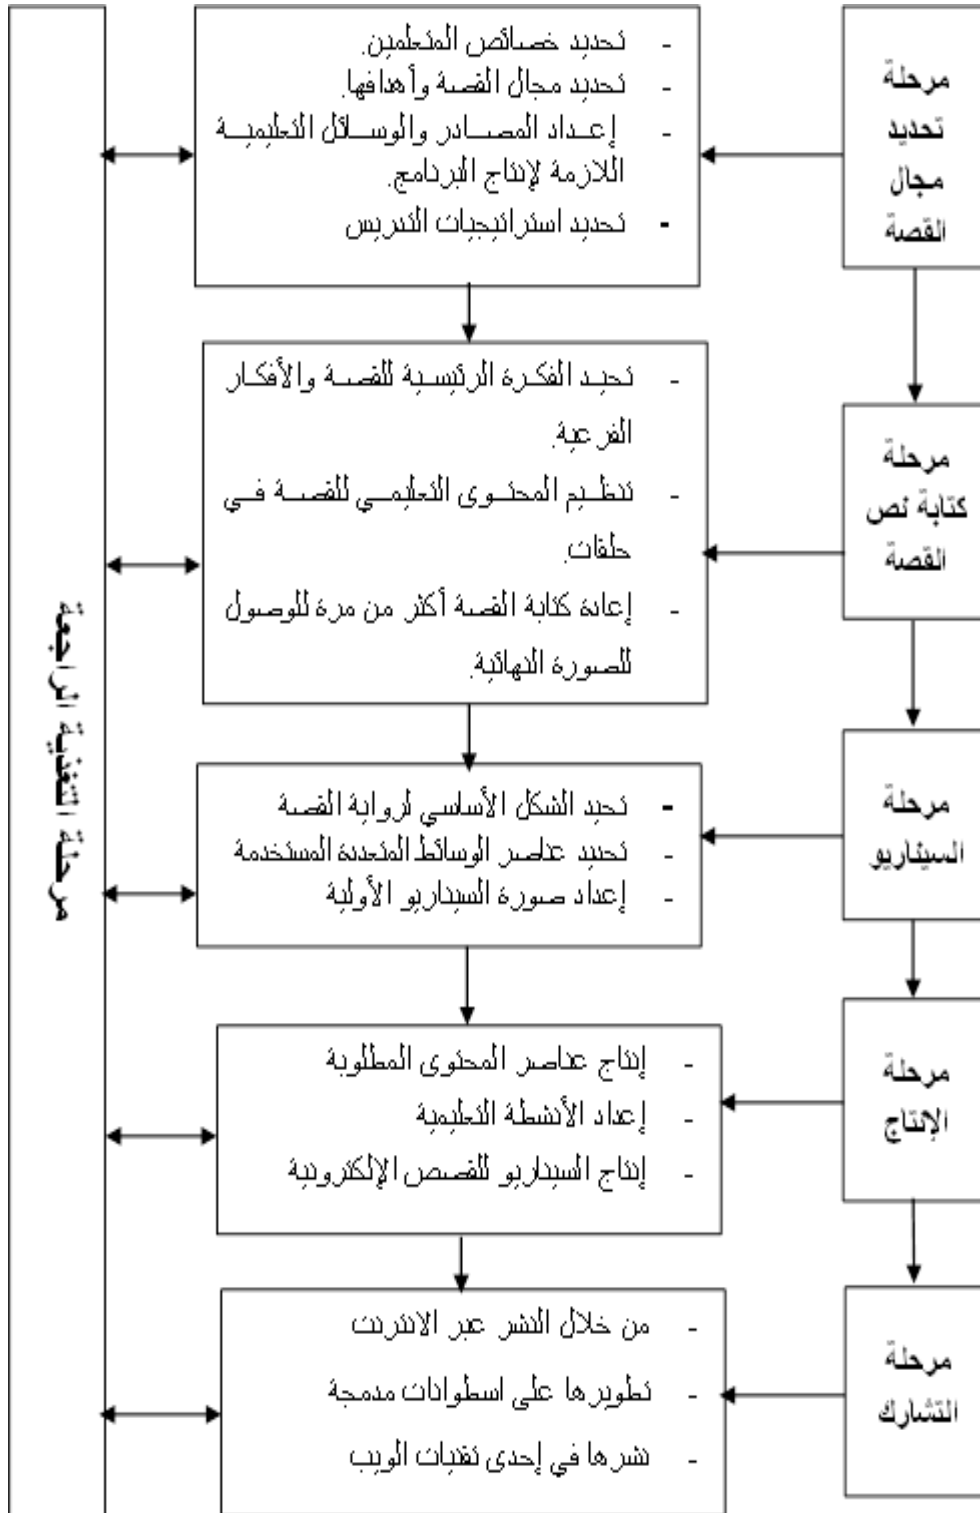 مرحلة
تحديد
مجال
القصة
- تحديد خصائص المتعلمين.
- تحديد مجال القصة وأهدافها.
- إعداد المصادر والوسائل التعليمية
اللازمة لإنتاج البرنامج.
- تحديد استراتيجيات التدريس
مرحلة
كتابة نص
القصة
- تحيد الفكرة الرئيسية للقصة والأفكار
الفرعية.
- تنظيم المحتوى التعليمي للقصة في
حلقات.
- إعادة كتابة القصة أكثر من مرة للوصول
للصورة النهائية.
مرحلة
السيناريو
- تحيد الشكل الأساسي لرواية القصة
- تحديد عناصر الوسائط المتعددة المستخدمة
- إعداد صورة السيناريو الأولية
مرحلة
الإنتاج
- إنتاج عناصر المحتوى المطلوبة
- إعداد الأنشطة التعليمية
- إنتاج السيناريو للقصص الإلكترونية
مرحلة
التشارك
- من خلال النشر عبر الانترنت
- تطويرها على اسطوانات مدمجة
- نشرها في إحدى تقنيات الويب
مرحلة التغذية الراجعة